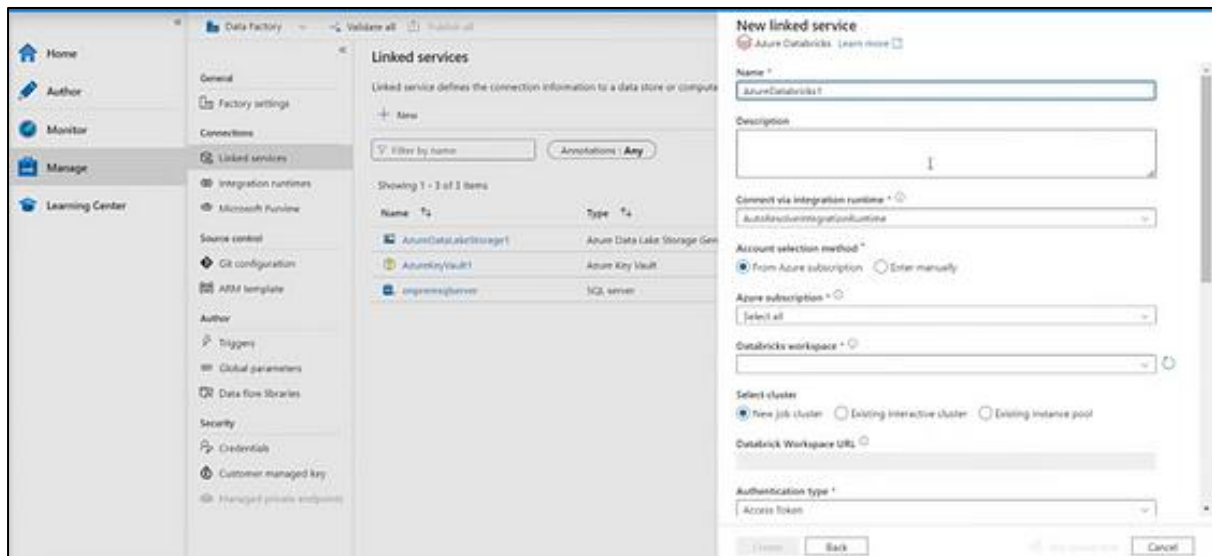 Data Factory
Validate all
Publish all
Home
Author
Monitor
Manage
Learning Center
General
Factory settings
Connections
Linked services
Integration runtimes
Microsoft Purview
Source control
Git configuration
ARM template
Author
Triggers
Global parameters
Data flow libraries
Security
Credentials
Customer managed key
Managed private endpoints
Linked services
Linked service defines the connection information to a data store or compute
New
Filter by name
Annotations : Any
Showing 1 - 3 of 3 items
Name
Type
AzureDataLakeStorage1
Azure Data Lake Storage Gen
AzureKeyVault1
Azure Key Vault
onpremsqlserver
SQL server
New linked service
Azure Databricks Learn more
Name *
AzureDatabricks1
Description
Connect via integration runtime *
AutoResolveIntegrationRuntime
Account selection method *
From Azure subscription Enter manually
Azure subscription *
Select all
Databricks workspace *
Select cluster
New job cluster Existing interactive cluster Existing instance pool
Databrick Workspace URL
Authentication type *
Access Token
Create
Back
Cancel